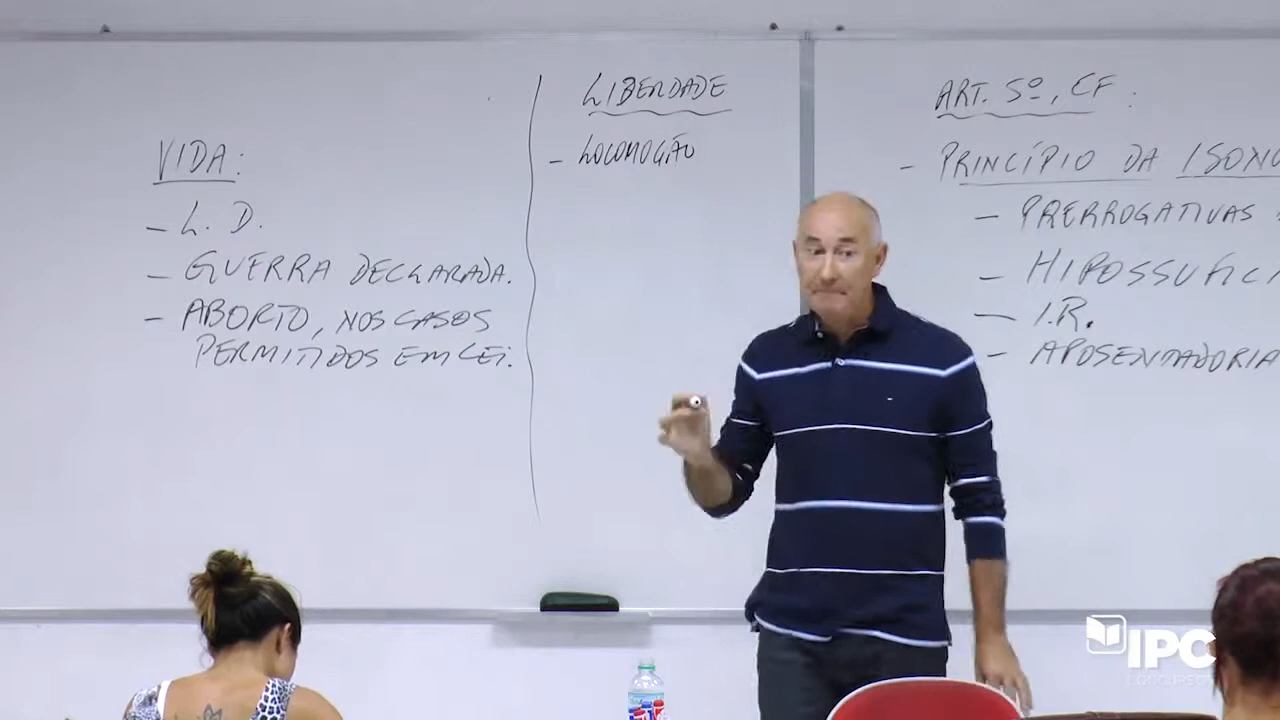 VIDA:
- L. D.
- GUERRA DECLARADA.
- ABORTO, NOS CASOS
PERMITIDOS EM LEI.
LIBERDADE
- LOCOMOÇÃO
ART. 5º, CF:
- PRINCÍPIO DA ISONO
- PRERROGATIVAS
- HIPOSSUFICI
- I.R.
- APOSENTADORIA
IPC
CONCURSOS